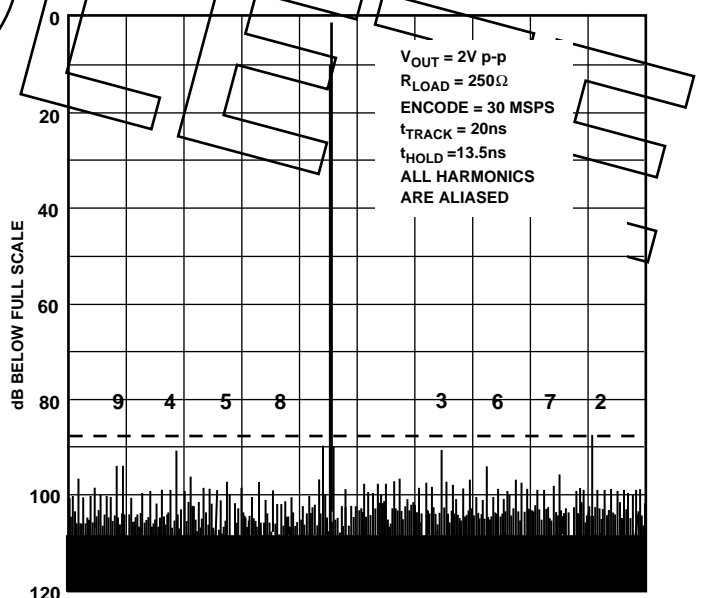 0
20
40
60
80
100
120
dB BELOW FULL SCALE
V_OUT = 2V p-p
R_LOAD = 250Ω
ENCODE = 30 MSPS
t_TRACK = 20ns
t_HOLD =13.5ns
ALL HARMONICS
ARE ALIASED
9 4 5 8 3 6 7 2